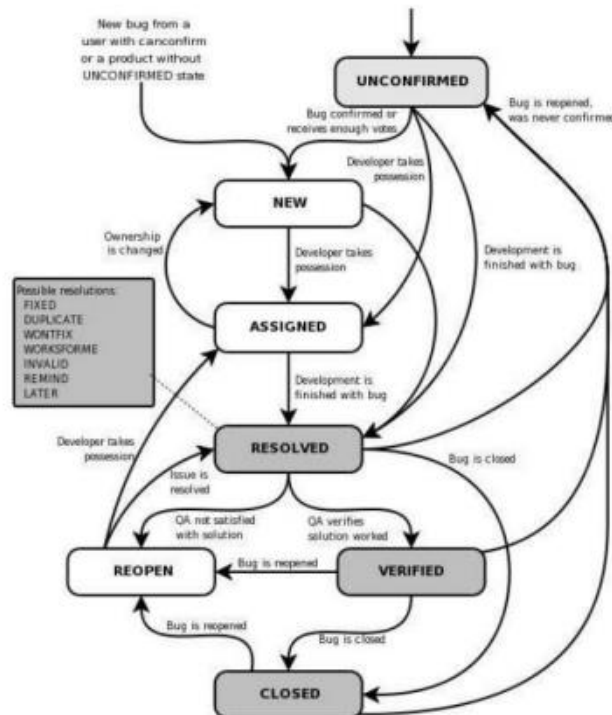 New bug from a
user with canconfirm
or a product without
UNCONFIRMED state
UNCONFIRMED
Bug confirmed or
receives enough votes
Bug is reopened,
was never confirmed
Developer takes
possession
NEW
Ownership
is changed
Developer takes
possession
Development is
finished with bug
Possible resolutions:
FIXED
DUPLICATE
WONTFIX
WORKSFORME
INVALID
REMIND
LATER
ASSIGNED
Development is
finished with bug
Developer takes
possession
RESOLVED
Issue is
resolved
Bug is closed
QA not satisfied
with solution
QA verifies
solution worked
REOPEN
Bug is reopened
VERIFIED
Bug is reopened
Bug is closed
CLOSED